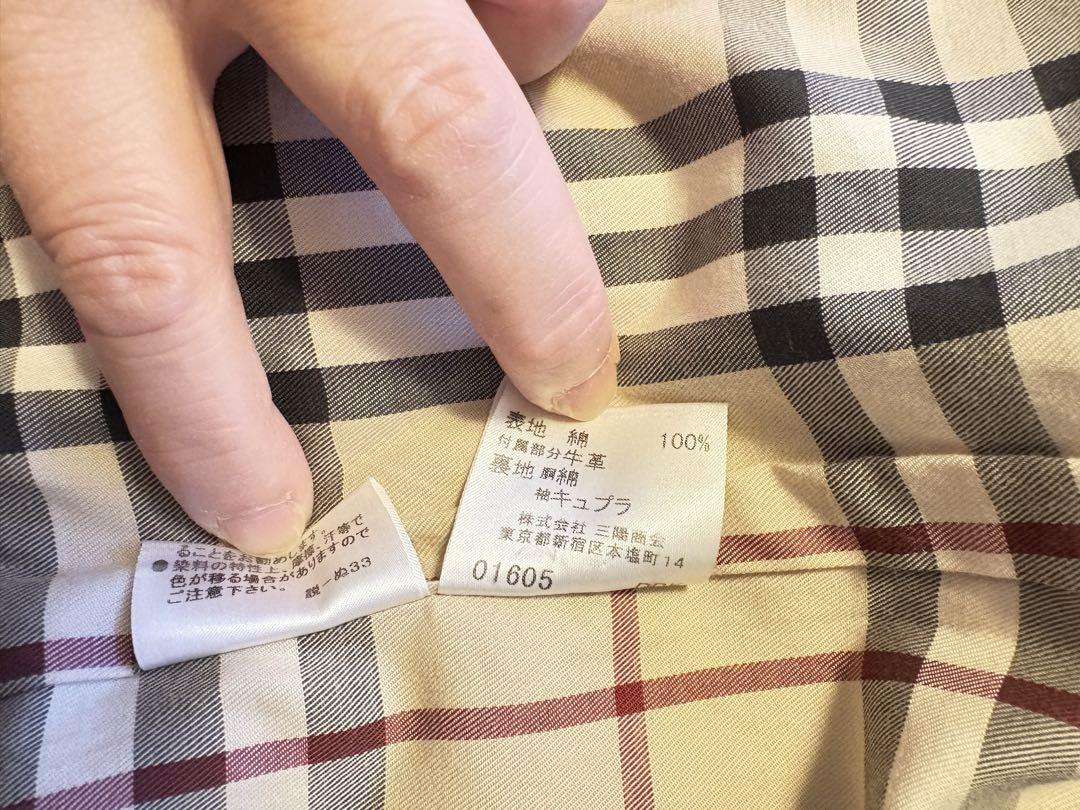 ることをお勧めします。
●染料の特性上、摩擦、汗等で
色が移る場合がありますので
ご注意下さい。 説ーぬ33
表地 綿 100%
付属部分牛革
裏地 胴綿
袖キュプラ
株式会社 三陽商会
東京都新宿区本塩町14
01605